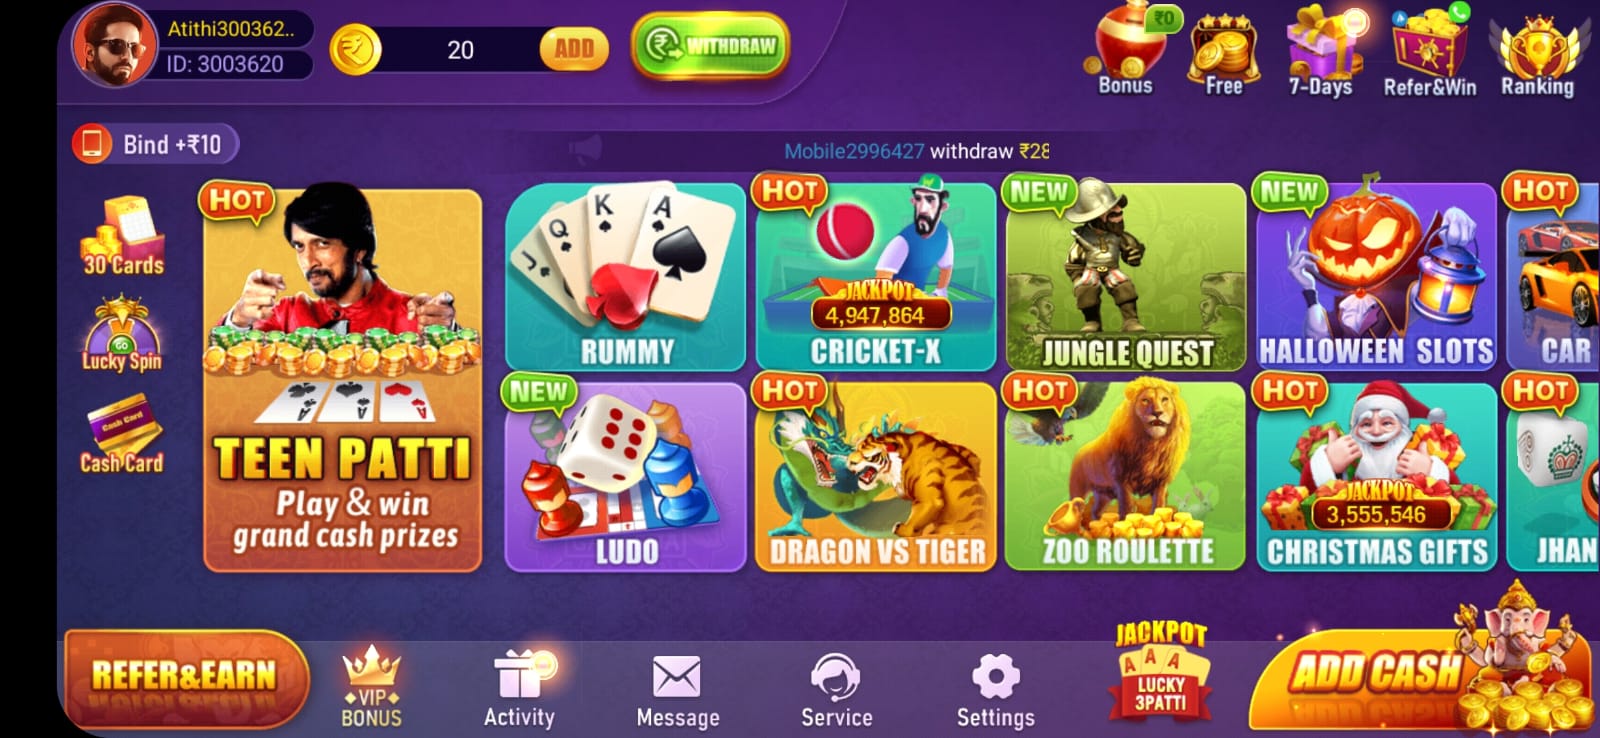 Atithi300362..
ID: 3003620
20
ADD
WITHDRAW
₹0
Bonus
Free
7-Days
Refer&Win
Ranking
Bind +₹10
Mobile2996427 withdraw ₹28
30 Cards
GO
Lucky Spin
Cash Card
Cash Card
HOT
A A A
TEEN PATTI
Play & win
grand cash prizes
J Q K A
RUMMY
HOT
JACKPOT
4,947,864
CRICKET-X
NEW
JUNGLE QUEST
NEW
HALLOWEEN SLOTS
HOT
CAR
NEW
LUDO
HOT
DRAGON VS TIGER
HOT
ZOO ROULETTE
HOT
JACKPOT
3,555,546
CHRISTMAS GIFTS
HOT
JHAN
REFER&EARN
VIP
BONUS
Activity
Message
Service
Settings
JACKPOT
A A A
LUCKY
3PATTI
ADD CASH